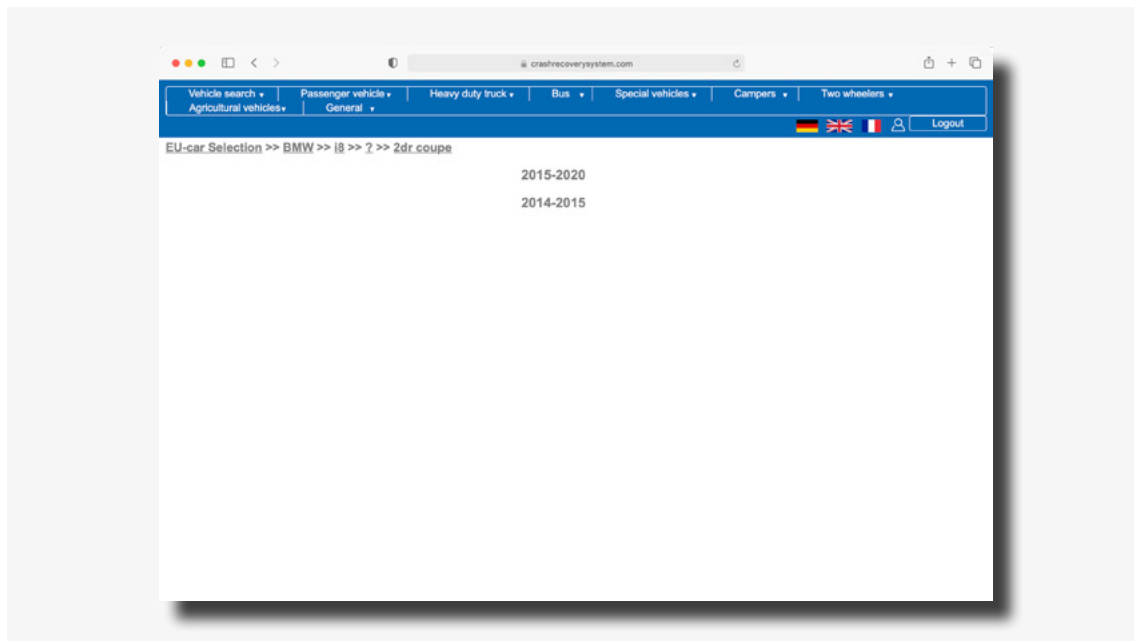 crashrecoverysystem.com
Vehicle search Passenger vehicle Heavy duty truck Bus Special vehicles Campers Two wheelers
Agricultural vehicles General
Logout
EU-car Selection >> BMW >> i8 >> ? >> 2dr coupe
2015-2020
2014-2015